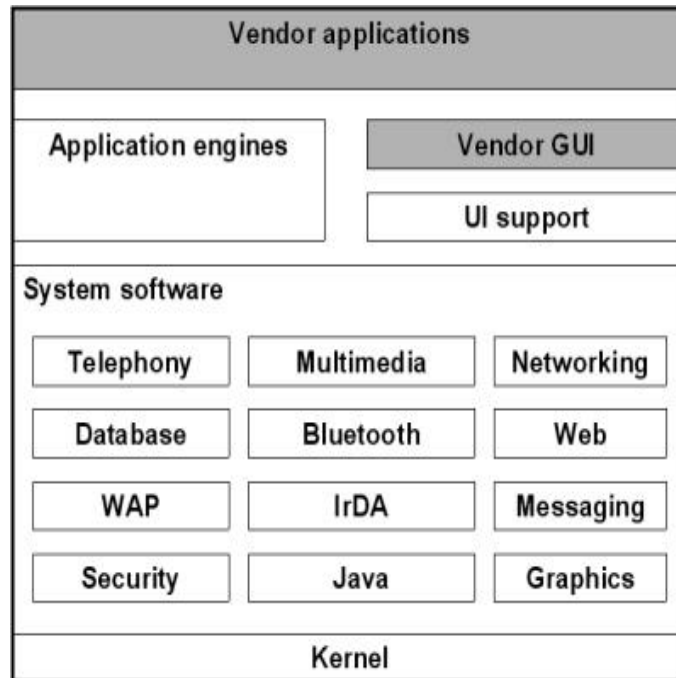 Vendor applications
Application engines
Vendor GUI
UI support
System software
Telephony
Multimedia
Networking
Database
Bluetooth
Web
WAP
IrDA
Messaging
Security
Java
Graphics
Kernel